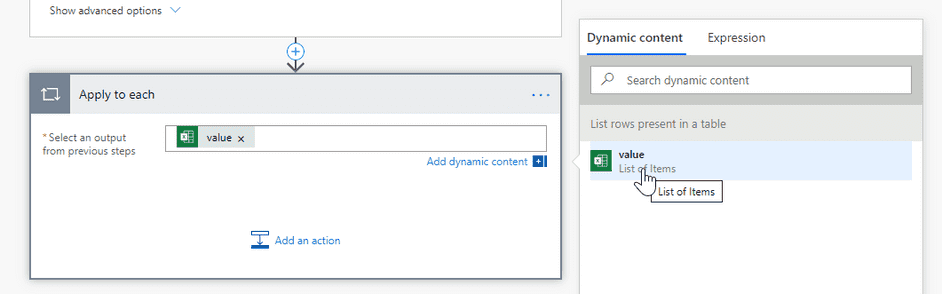 Show advanced options
Apply to each
...
*Select an output
from previous steps
value x
Add dynamic content
Add an action
Dynamic content Expression
Search dynamic content
List rows present in a table
value
List of Items
List of Items